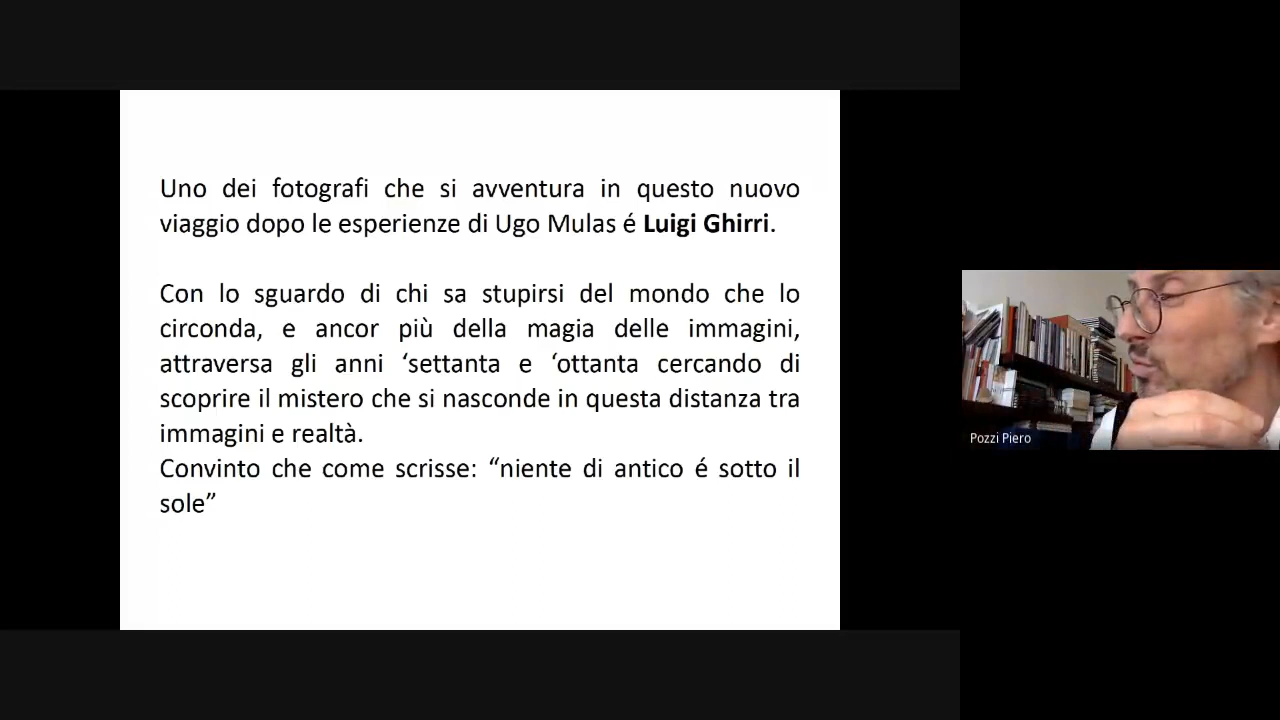 Uno dei fotografi che si avventura in questo nuovo
viaggio dopo le esperienze di Ugo Mulas é Luigi Ghirri.
Con lo sguardo di chi sa stupirsi del mondo che lo
circonda, e ancor più della magia delle immagini,
attraversa gli anni ‘settanta e ‘ottanta cercando di
scoprire il mistero che si nasconde in questa distanza tra
immagini e realtà.
Convinto che come scrisse: “niente di antico é sotto il
sole”
Pozzi Piero